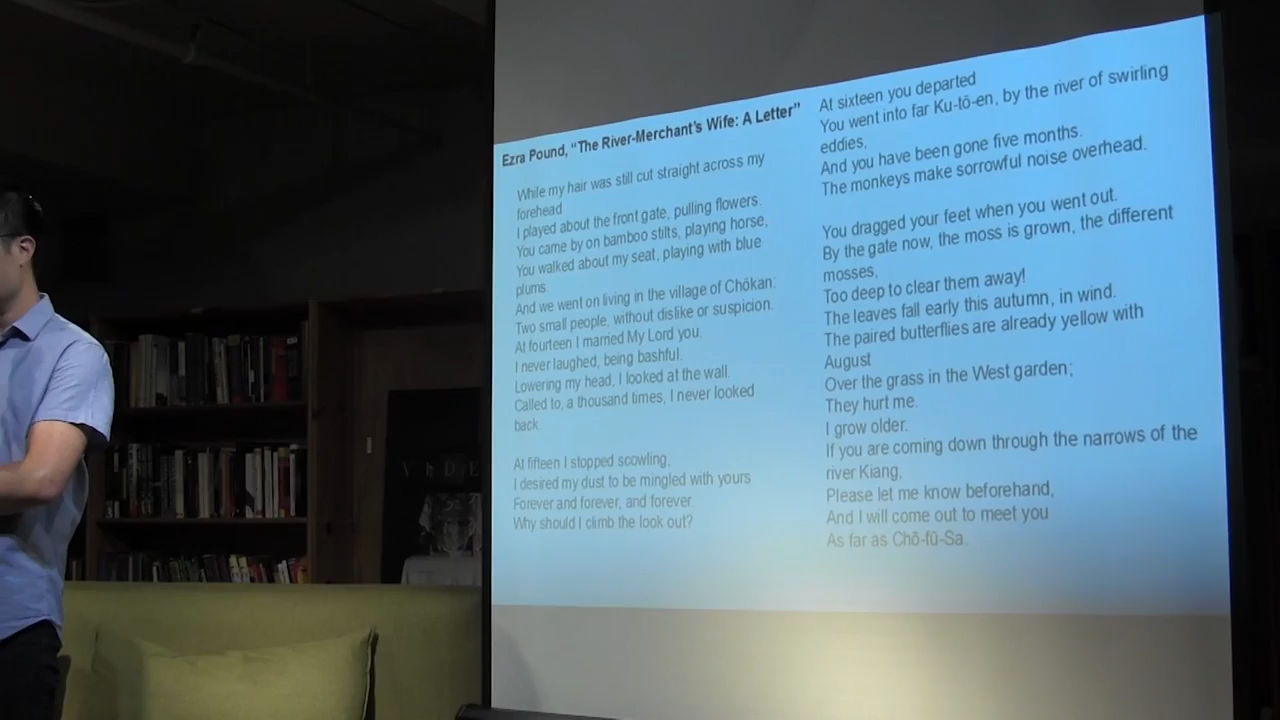 Ezra Pound, “The River-Merchant’s Wife: A Letter”
While my hair was still cut straight across my
forehead
I played about the front gate, pulling flowers.
You came by on bamboo stilts, playing horse,
You walked about my seat, playing with blue
plums.
And we went on living in the village of Chōkan:
Two small people, without dislike or suspicion.
At fourteen I married My Lord you.
I never laughed, being bashful.
Lowering my head, I looked at the wall.
Called to, a thousand times, I never looked
back.
At fifteen I stopped scowling,
I desired my dust to be mingled with yours
Forever and forever, and forever.
Why should I climb the look out?
At sixteen you departed
You went into far Ku-tō-en, by the river of swirling
eddies,
And you have been gone five months.
The monkeys make sorrowful noise overhead.
You dragged your feet when you went out.
By the gate now, the moss is grown, the different
mosses,
Too deep to clear them away!
The leaves fall early this autumn, in wind.
The paired butterflies are already yellow with
August
Over the grass in the West garden;
They hurt me.
I grow older.
If you are coming down through the narrows of the
river Kiang,
Please let me know beforehand,
And I will come out to meet you
As far as Chō-fū-Sa.